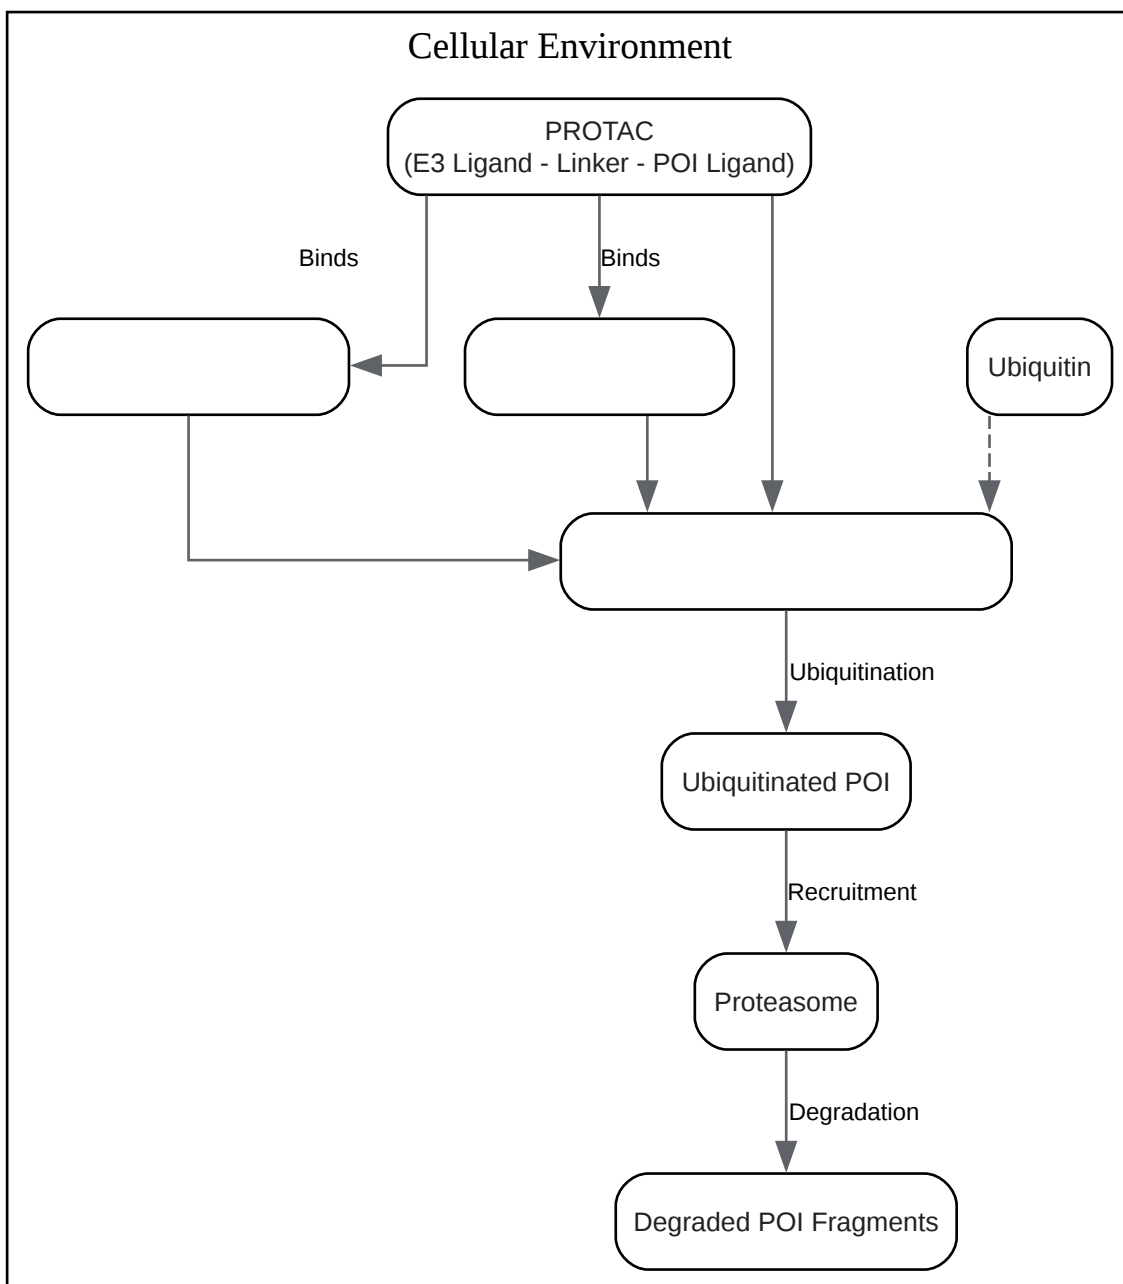 Cellular Environment
PROTAC
(E3 Ligand - Linker - POI Ligand)
Binds
Binds
Ubiquitin
Ubiquitination
Ubiquitinated POI
Recruitment
Proteasome
Degradation
Degraded POI Fragments